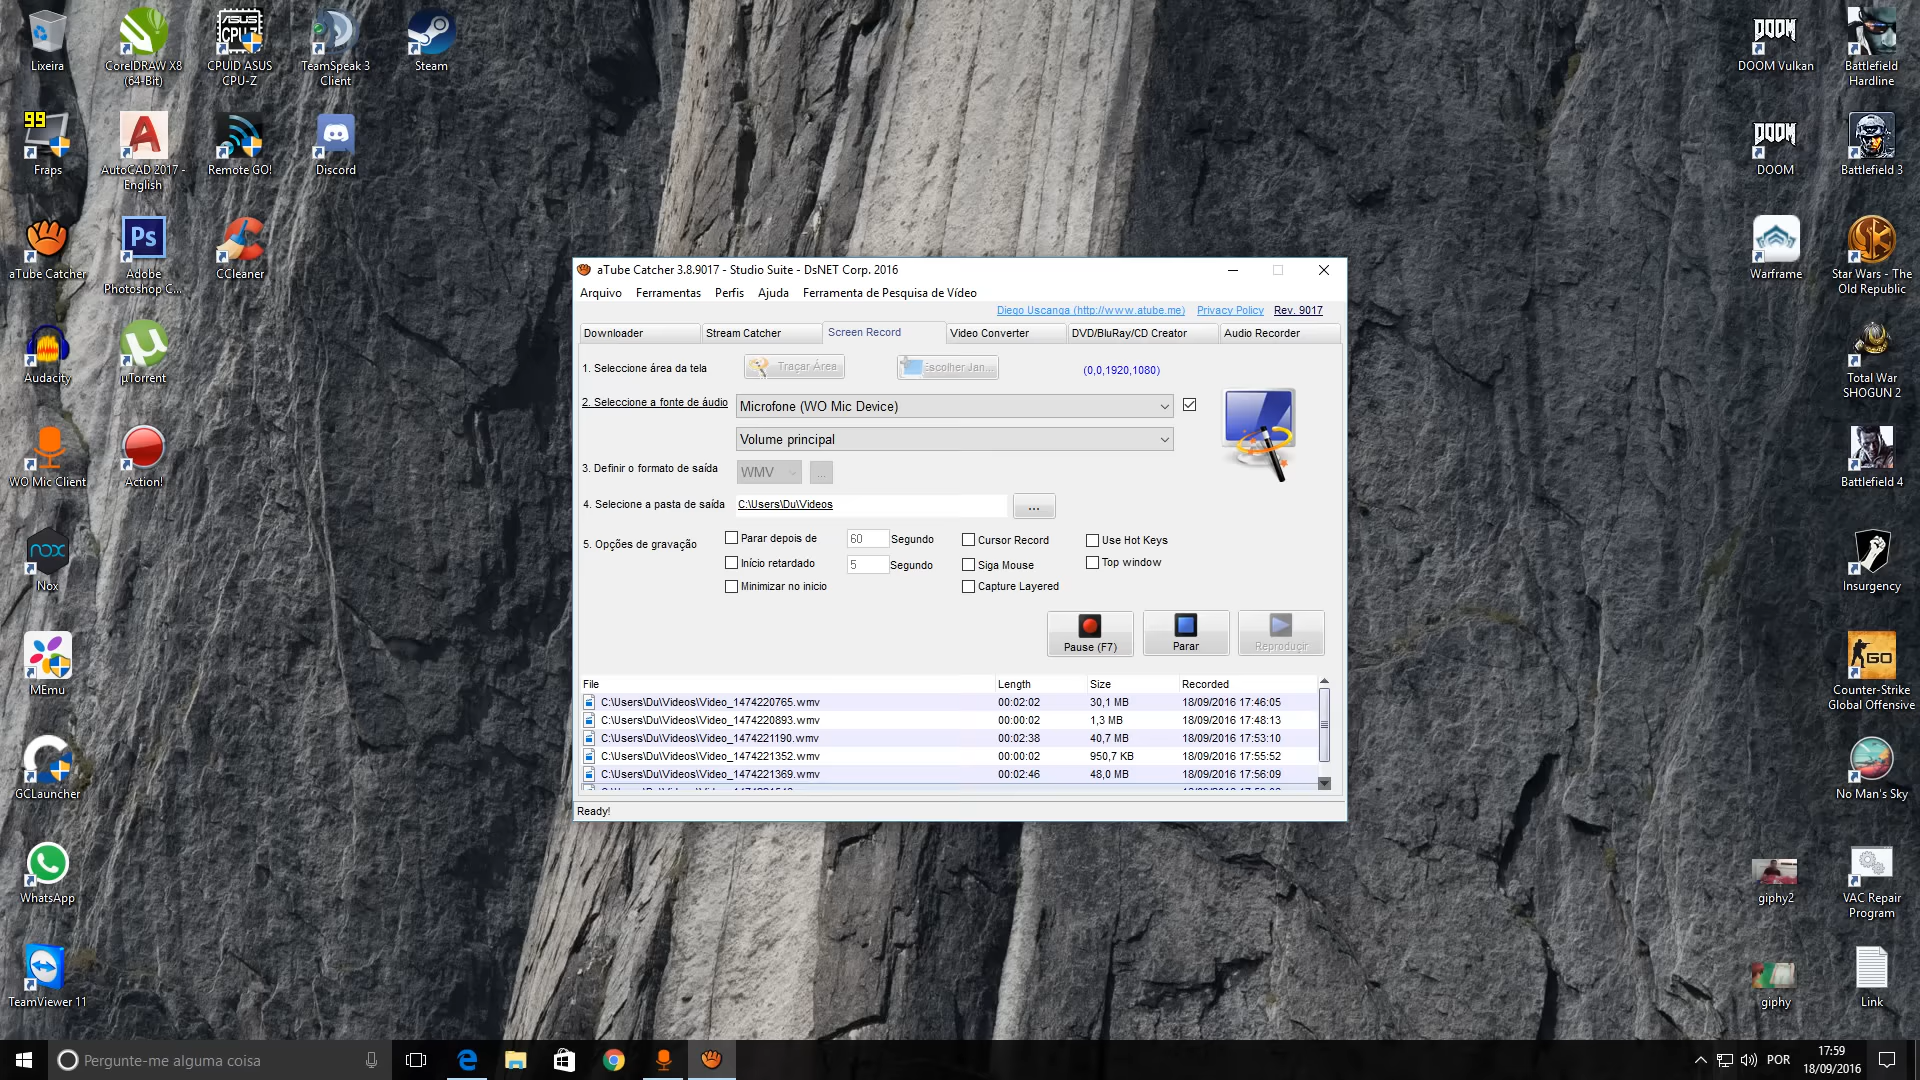 Lixeira
CorelDRAW X8
(64-Bit)
ASUS
CPU-Z
CPUID ASUS
CPU-Z
TeamSpeak 3
Client
Steam
99
Fraps
AutoCAD 2017 -
English
Remote GO!
Discord
aTube Catcher
Ps
Adobe
Photoshop C...
CCleaner
Audacity
µTorrent
WO Mic Client
Action!
nox
Nox
MEmu
GCLauncher
WhatsApp
TeamViewer 11
DOOM
DOOM Vulkan
Battlefield
Hardline
DOOM
DOOM
Battlefield 3
Warframe
Star Wars - The
Old Republic
Total War
SHOGUN 2
Battlefield 4
Insurgency
GO
Counter-Strike
Global Offensive
No Man's Sky
giphy2
VAC Repair
Program
giphy
Link
aTube Catcher 3.8.9017 - Studio Suite - DsNET Corp. 2016
Arquivo Ferramentas Perfis Ajuda Ferramenta de Pesquisa de Vídeo
Diego Uscanga (http://www.atube.me) Privacy Policy Rev. 9017
Downloader Stream Catcher Screen Record Video Converter DVD/BluRay/CD Creator Audio Recorder
1. Seleccione área da tela Traçar Área Escolher Jan... (0,0,1920,1080)
2. Seleccione a fonte de áudio Microfone (WO Mic Device)
Volume principal
3. Definir o formato de saída WMV ...
4. Selecione a pasta de saída C:\Users\Du\Videos ...
5. Opções de gravação
Parar depois de 60 Segundo Cursor Record Use Hot Keys
Início retardado 5 Segundo Siga Mouse Top window
Minimizar no inicio Capture Layered
Pause (F7) Parar Reproduçir
File Length Size Recorded
C:\Users\Du\Videos\Video_1474220765.wmv 00:02:02 30,1 MB 18/09/2016 17:46:05
C:\Users\Du\Videos\Video_1474220893.wmv 00:00:02 1,3 MB 18/09/2016 17:48:13
C:\Users\Du\Videos\Video_1474221190.wmv 00:02:38 40,7 MB 18/09/2016 17:53:10
C:\Users\Du\Videos\Video_1474221352.wmv 00:00:02 950,7 KB 18/09/2016 17:55:52
C:\Users\Du\Videos\Video_1474221369.wmv 00:02:46 48,0 MB 18/09/2016 17:56:09
Ready!
Pergunte-me alguma coisa
POR
17:59
18/09/2016